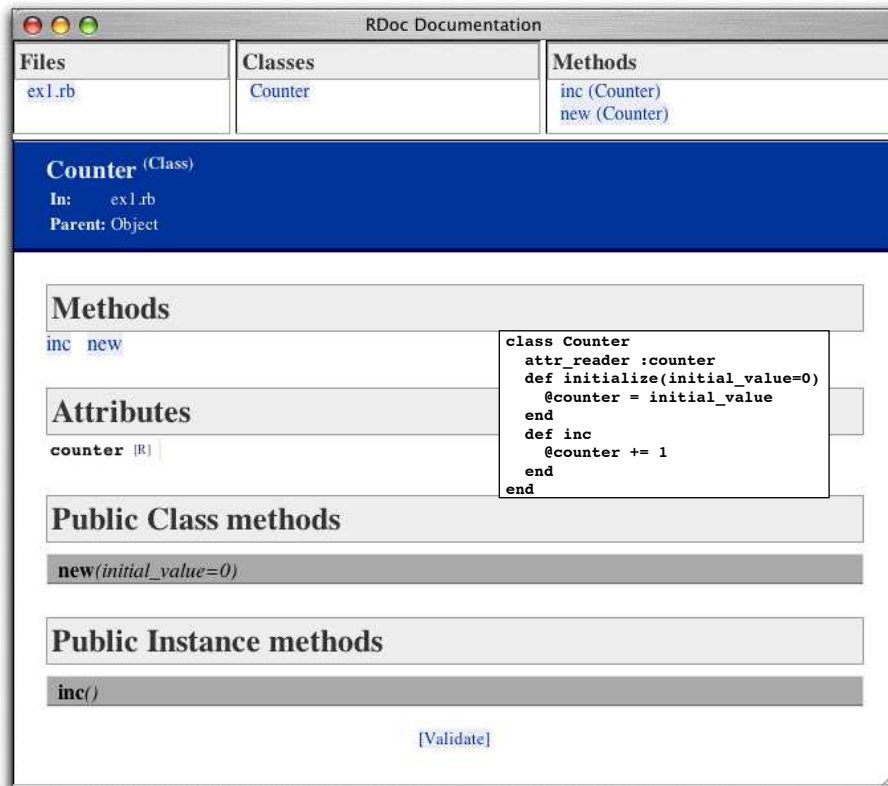 RDoc Documentation
Files
ex1.rb
Classes
Counter
Methods
inc (Counter)
new (Counter)
Counter (Class)
In: ex1.rb
Parent: Object
Methods
inc new
class Counter
  attr_reader :counter
  def initialize(initial_value=0)
    @counter = initial_value
  end
  def inc
    @counter += 1
  end
end
Attributes
counter [R]
Public Class methods
new(initial_value=0)
Public Instance methods
inc()
[Validate]